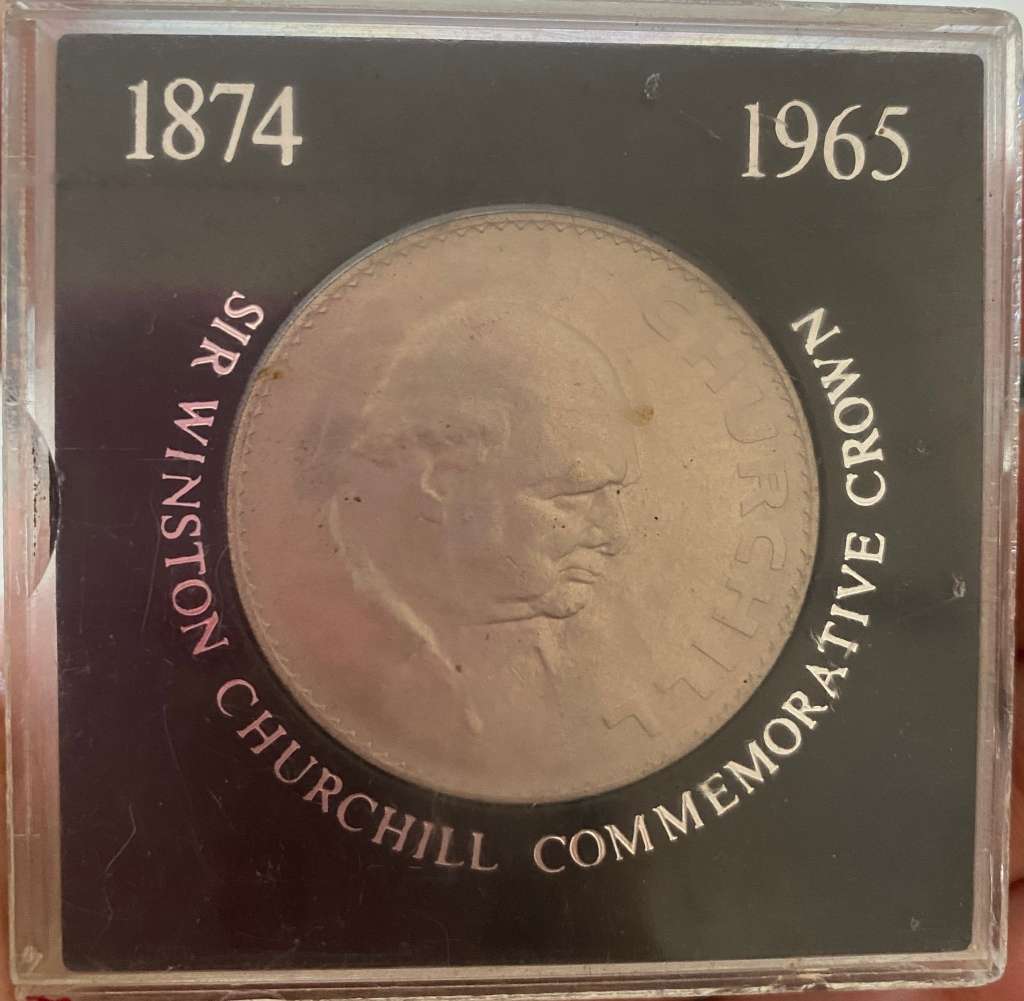 1874
1965
SIR WINSTON CHURCHILL COMMEMORATIVE CROWN
CHURCHILL